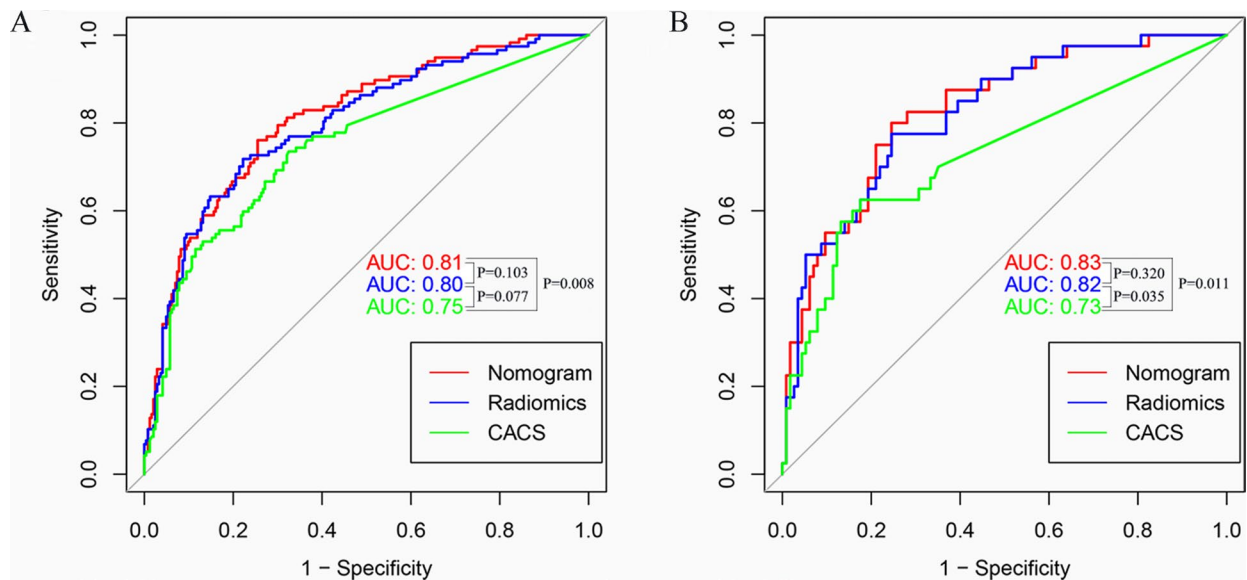 A
Sensitivity
1.0
0.8
0.6
0.4
0.2
0.0
AUC: 0.81
AUC: 0.80
AUC: 0.75
P=0.103
P=0.077
P=0.008
Nomogram
Radiomics
CACS
0.0 0.2 0.4 0.6 0.8 1.0
1 − Specificity
B
Sensitivity
1.0
0.8
0.6
0.4
0.2
0.0
AUC: 0.83
AUC: 0.82
AUC: 0.73
P=0.320
P=0.035
P=0.011
Nomogram
Radiomics
CACS
0.0 0.2 0.4 0.6 0.8 1.0
1 − Specificity